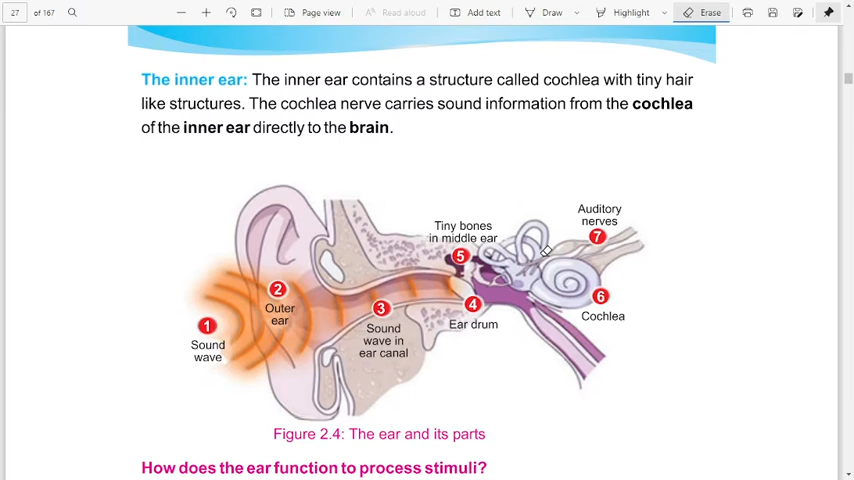 27 of 167 Page view Read aloud Add text Draw Highlight Erase
The inner ear: The inner ear contains a structure called cochlea with tiny hair
like structures. The cochlea nerve carries sound information from the cochlea
of the inner ear directly to the brain.
Auditory
nerves
7
Tiny bones
in middle ear
5
2
Outer
ear
1
Sound
wave
3
Sound
wave in
ear canal
4
Ear drum
6
Cochlea
Figure 2.4: The ear and its parts
How does the ear function to process stimuli?